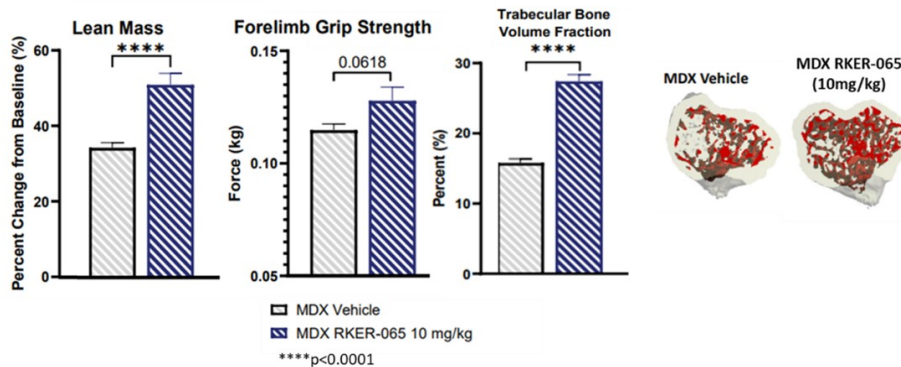 Lean Mass
Percent Change from Baseline (%)
60
40
20
0
****
Forelimb Grip Strength
Force (kg)
0.15
0.10
0.05
0.0618
Trabecular Bone
Volume Fraction
Percent (%)
30
20
10
0
****
MDX Vehicle
MDX RKER-065
(10mg/kg)
MDX Vehicle
MDX RKER-065 10 mg/kg
****p<0.0001